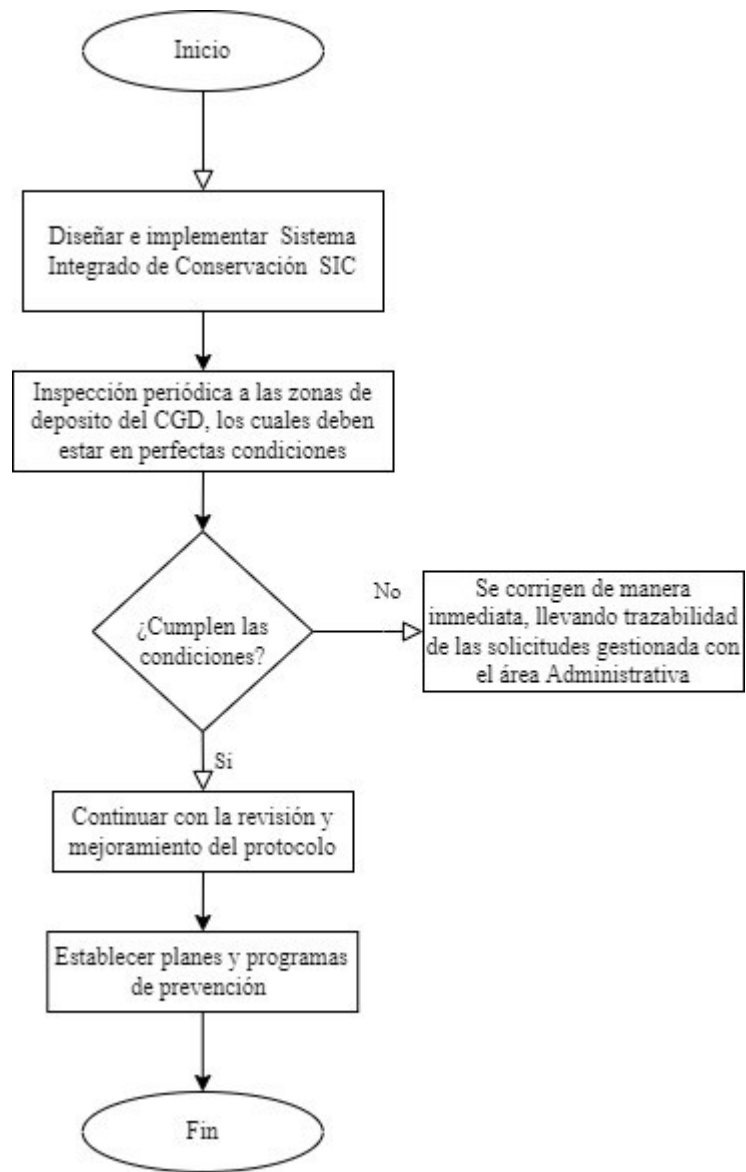 Inicio
Diseñar e implementar Sistema
Integrado de Conservación SIC
Inspección periódica a las zonas de
deposito del CGD, los cuales deben
estar en perfectas condiciones
¿Cumplen las
condiciones?
No
Se corrigen de manera
inmediata, llevando trazabilidad
de las solicitudes gestionada con
el área Administrativa
Si
Continuar con la revisión y
mejoramiento del protocolo
Establecer planes y programas
de prevención
Fin